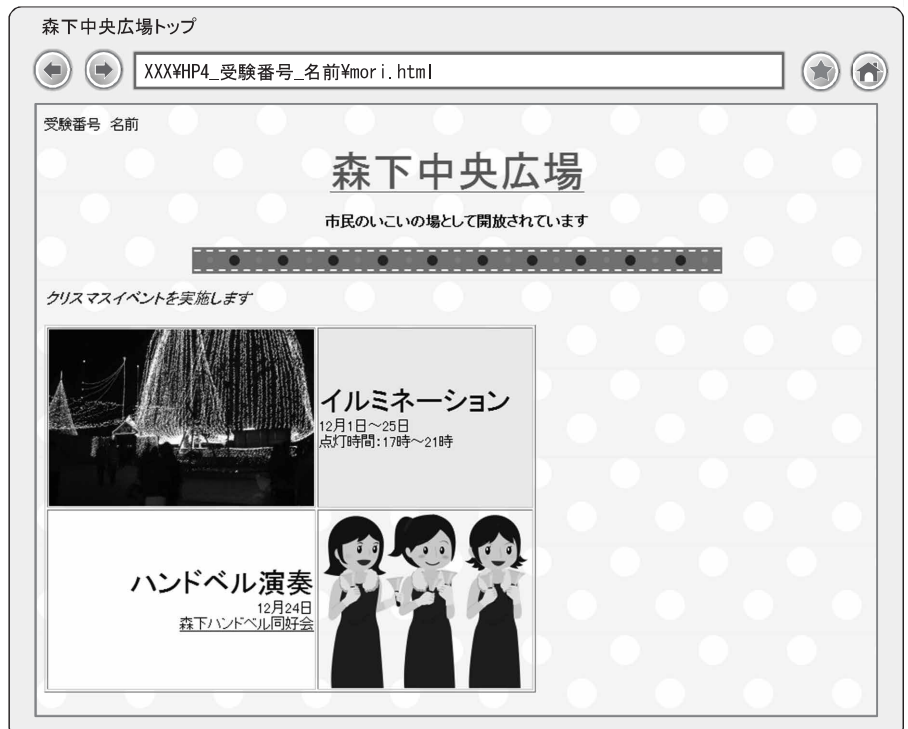 森下中央広場トップ
XXX¥HP4_受験番号_名前¥mori.html
受験番号 名前
森下中央広場
市民のいこいの場として開放されています
クリスマスイベントを実施します
イルミネーション
12月1日～25日
点灯時間:17時～21時
ハンドベル演奏
12月24日
森下ハンドベル同好会